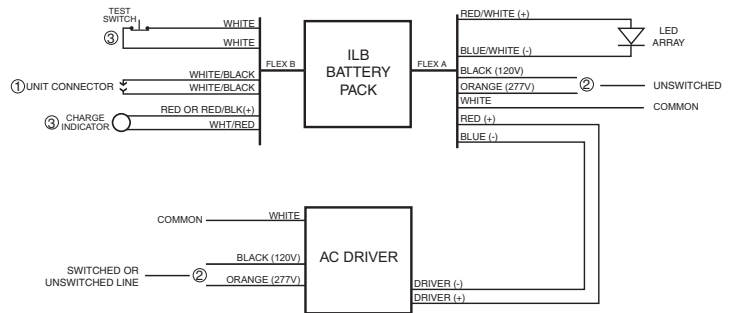 TEST
SWITCH
③
WHITE
WHITE
① UNIT CONNECTOR
WHITE/BLACK
WHITE/BLACK
③ CHARGE
INDICATOR
RED OR RED/BLK(+)
WHT/RED
FLEX B
ILB
BATTERY
PACK
FLEX A
RED/WHITE (+)
BLUE/WHITE (-)
LED
ARRAY
BLACK (120V)
ORANGE (277V)
② UNSWITCHED
WHITE
COMMON
RED (+)
BLUE (-)
COMMON
WHITE
BLACK (120V)
SWITCHED OR
UNSWITCHED LINE
②
ORANGE (277V)
AC DRIVER
DRIVER (-)
DRIVER (+)